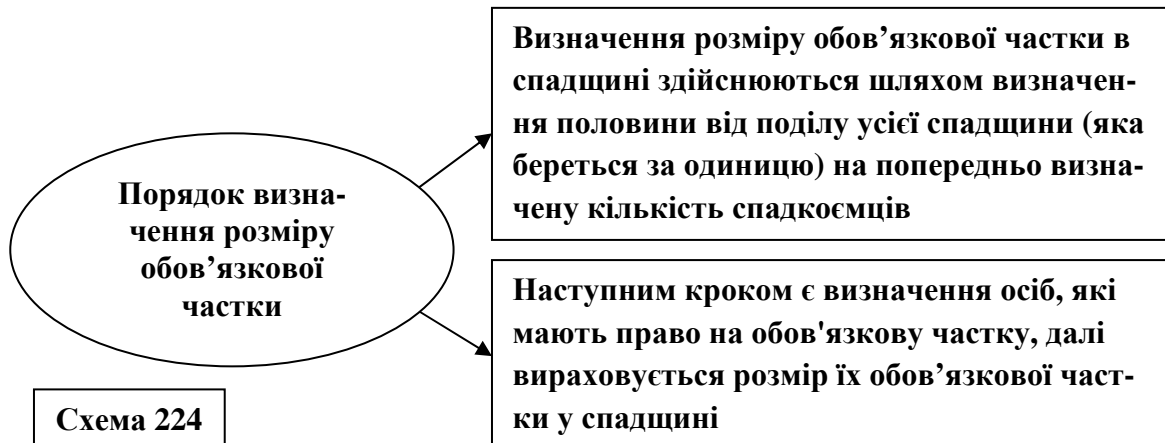 Визначення розміру обов’язкової частки в
спадщині здійснюються шляхом визначен-
ня половини від поділу усієї спадщини (яка
береться за одиницю) на попередньо визна-
чену кількість спадкоємців
Порядок визна-
чення розміру
обов’язкової
частки
Наступним кроком є визначення осіб, які
мають право на обов'язкову частку, далі
вираховується розмір їх обов’язкової част-
ки у спадщині
Схема 224